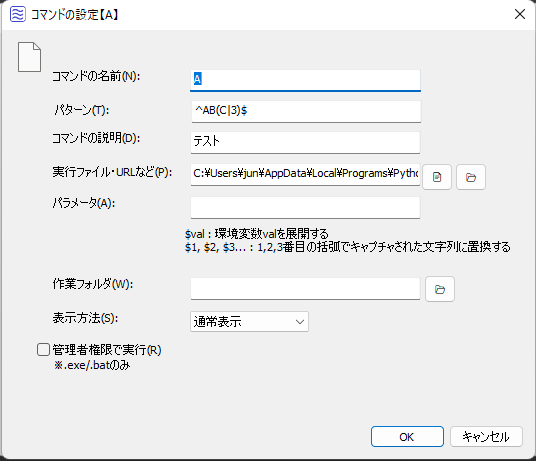 コマンドの設定【A】
コマンドの名前(N):
A
パターン(T):
^AB(C|3)$
コマンドの説明(D):
テスト
実行ファイル・URLなど(P):
C:¥Users¥jun¥AppData¥Local¥Programs¥Pytho
パラメータ(A):
$val : 環境変数valを展開する
$1, $2, $3... : 1,2,3番目の括弧でキャプチャされた文字列に置換する
作業フォルダ(W):
表示方法(S):
通常表示
管理者権限で実行(R)
※.exe/.batのみ
OK
キャンセル